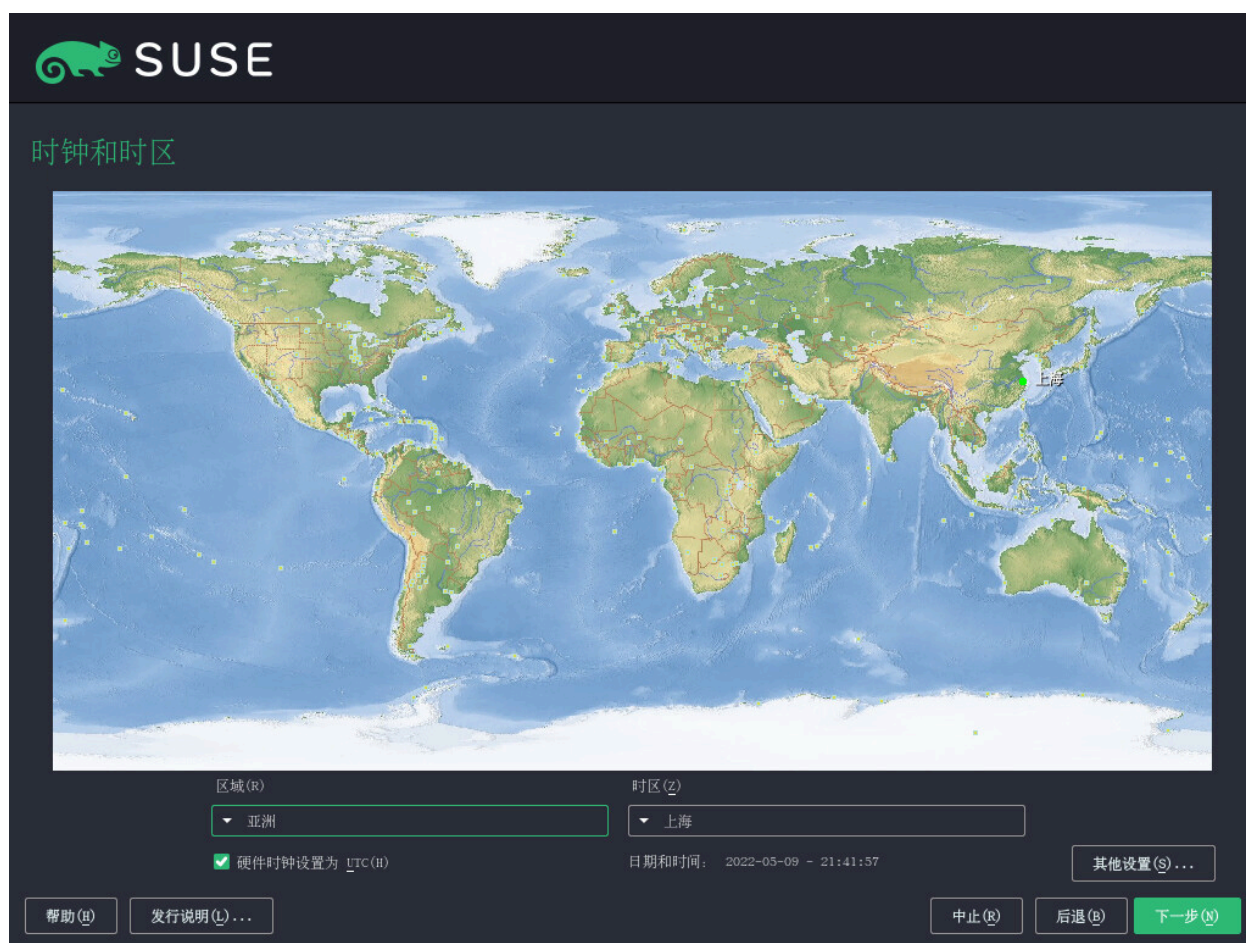 SUSE
时钟和时区
上海
区域(R)
时区(Z)
亚洲
上海
硬件时钟设置为 UTC(H)
日期和时间: 2022-05-09 - 21:41:57
其他设置(S)...
帮助(H)
发行说明(L)...
中止(R)
后退(B)
下一步(N)